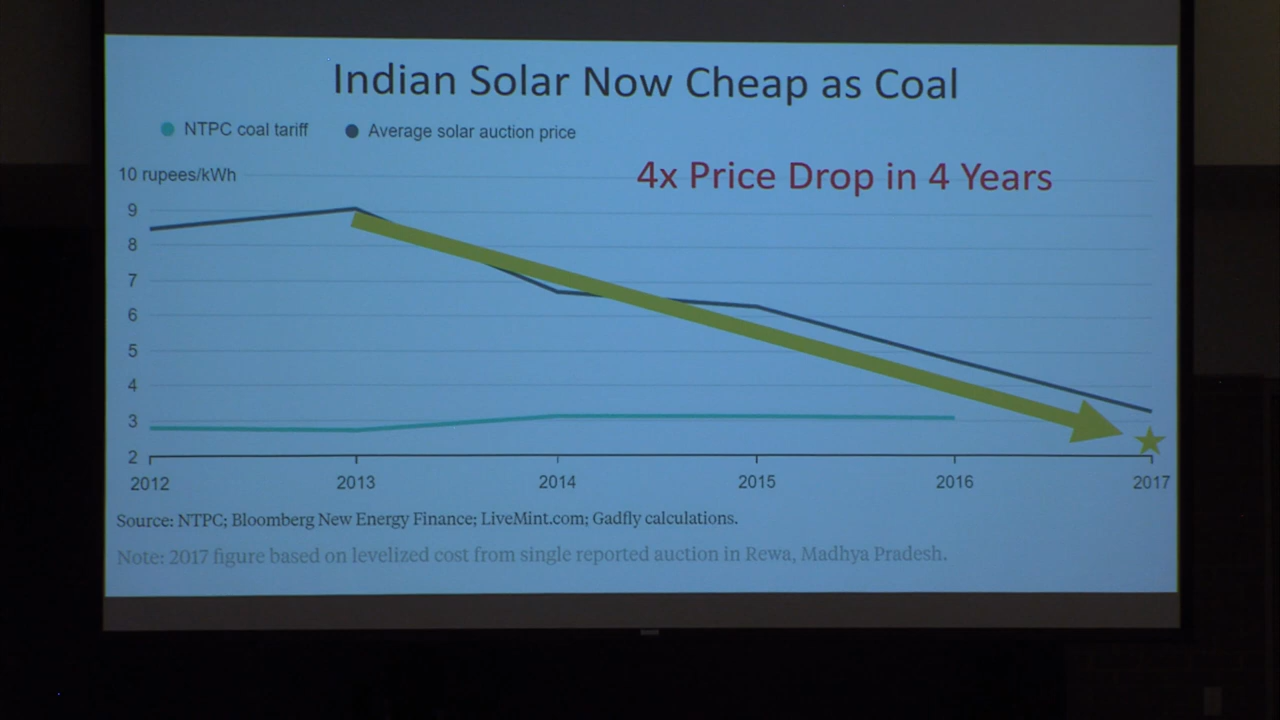 Indian Solar Now Cheap as Coal
NTPC coal tariff
Average solar auction price
4x Price Drop in 4 Years
10 rupees/kWh
9
8
7
6
5
4
3
2
2012 2013 2014 2015 2016 2017
Source: NTPC; Bloomberg New Energy Finance; LiveMint.com; Gadfly calculations.
Note: 2017 figure based on levelized cost from single reported auction in Rewa, Madhya Pradesh.